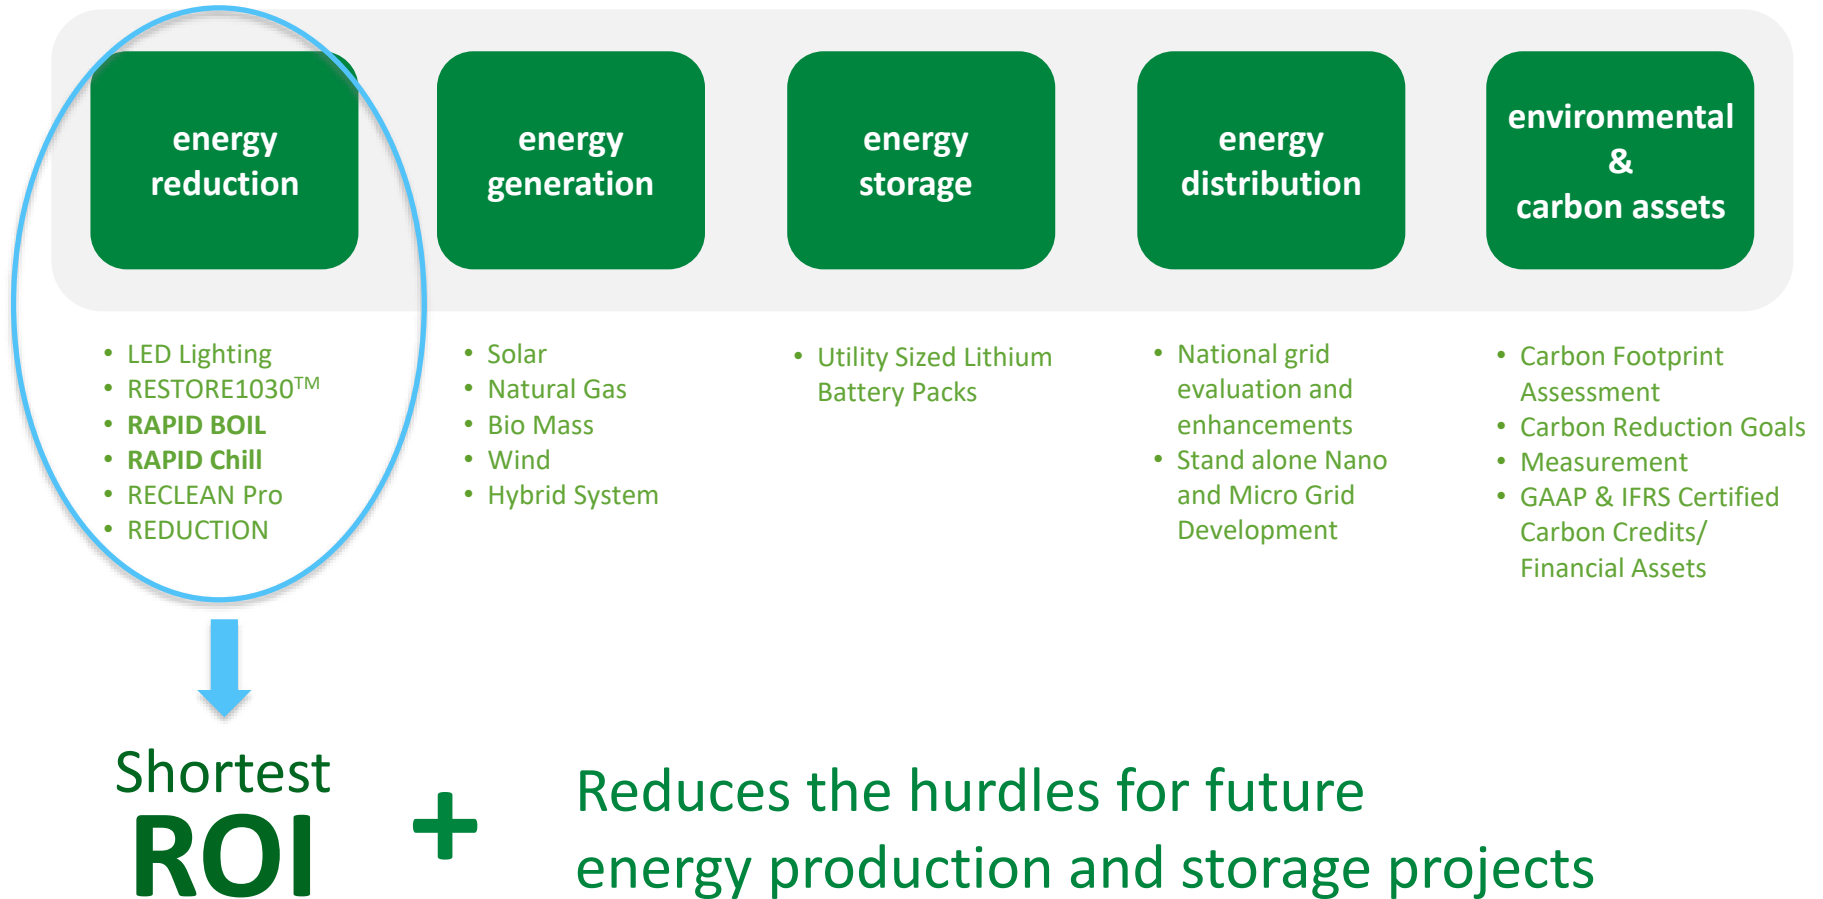 energy
reduction
energy
generation
energy
storage
energy
distribution
environmental
&
carbon assets
• LED Lighting
• RESTORE1030™
• RAPID BOIL
• RAPID Chill
• RECLEAN Pro
• REDUCTION
• Solar
• Natural Gas
• Bio Mass
• Wind
• Hybrid System
• Utility Sized Lithium
Battery Packs
• National grid
evaluation and
enhancements
• Stand alone Nano
and Micro Grid
Development
• Carbon Footprint
Assessment
• Carbon Reduction Goals
• Measurement
• GAAP & IFRS Certified
Carbon Credits/
Financial Assets
Shortest
ROI
+
Reduces the hurdles for future
energy production and storage projects